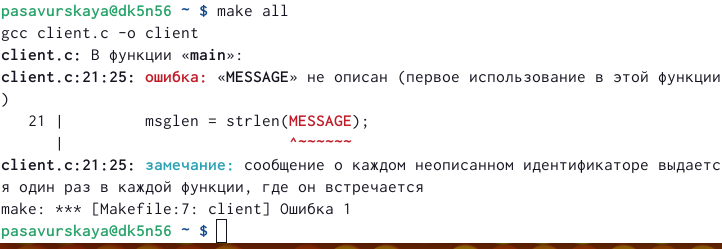 pasavurskaya@dk5n56 ~ $ make all
gcc client.c -o client
client.c: В функции «main»:
client.c:21:25: ошибка: «MESSAGE» не описан (первое использование в этой функции
)
   21 |         msglen = strlen(MESSAGE);
      |                         ^~~~~~~
client.c:21:25: замечание: сообщение о каждом неописанном идентификаторе выдаетс
я один раз в каждой функции, где он встречается
make: *** [Makefile:7: client] Ошибка 1
pasavurskaya@dk5n56 ~ $